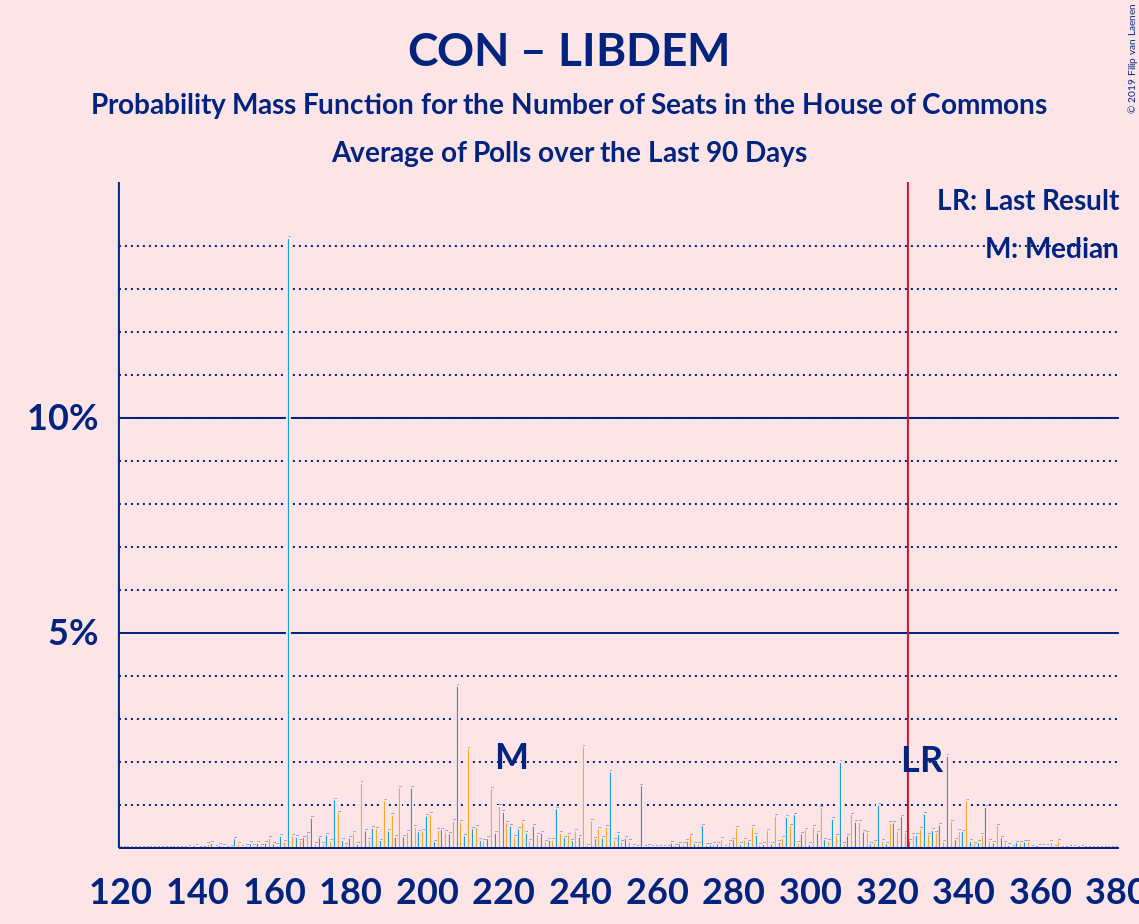 CON – LIBDEM
Probability Mass Function for the Number of Seats in the House of Commons
Average of Polls over the Last 90 Days
© 2019 Filip van Laenen
LR: Last Result
M: Median
10%
5%
M
LR
120 140 160 180 200 220 240 260 280 300 320 340 360 380